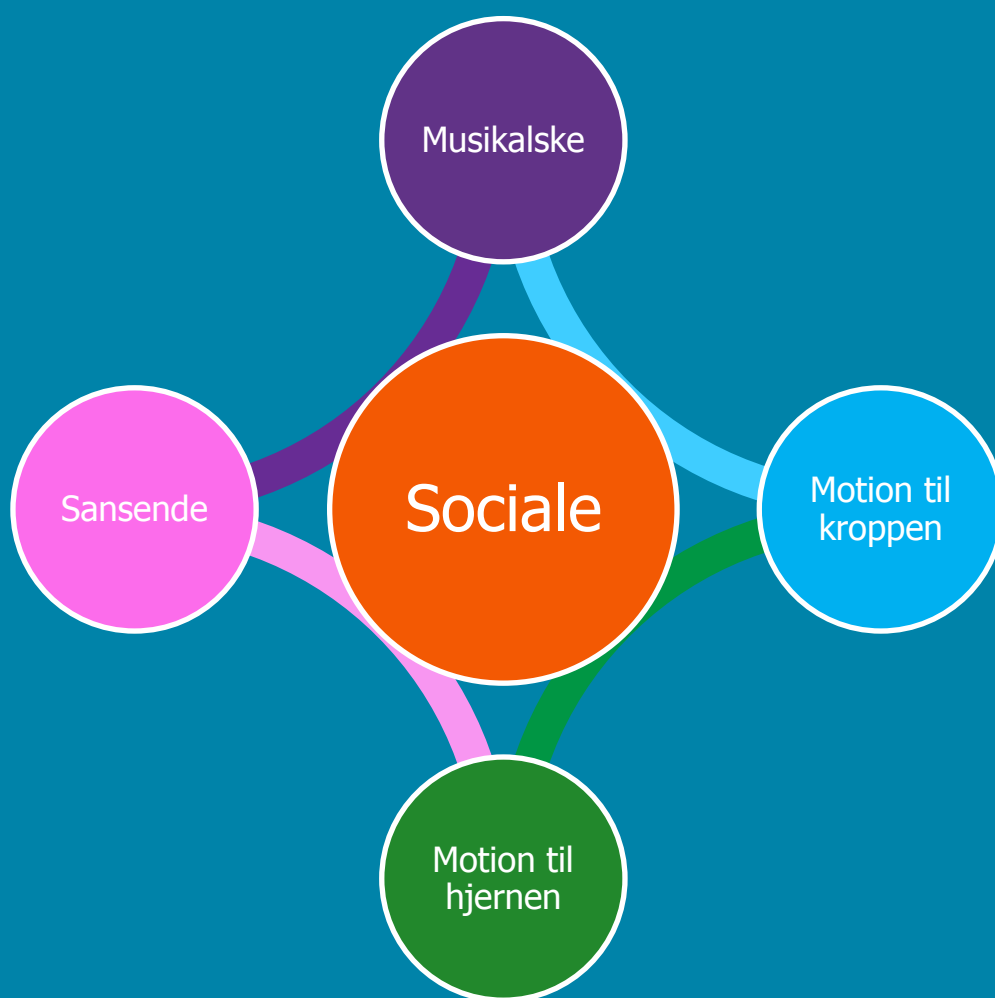 Musikalske
Sansende
Sociale
Motion til
kroppen
Motion til
hjernen